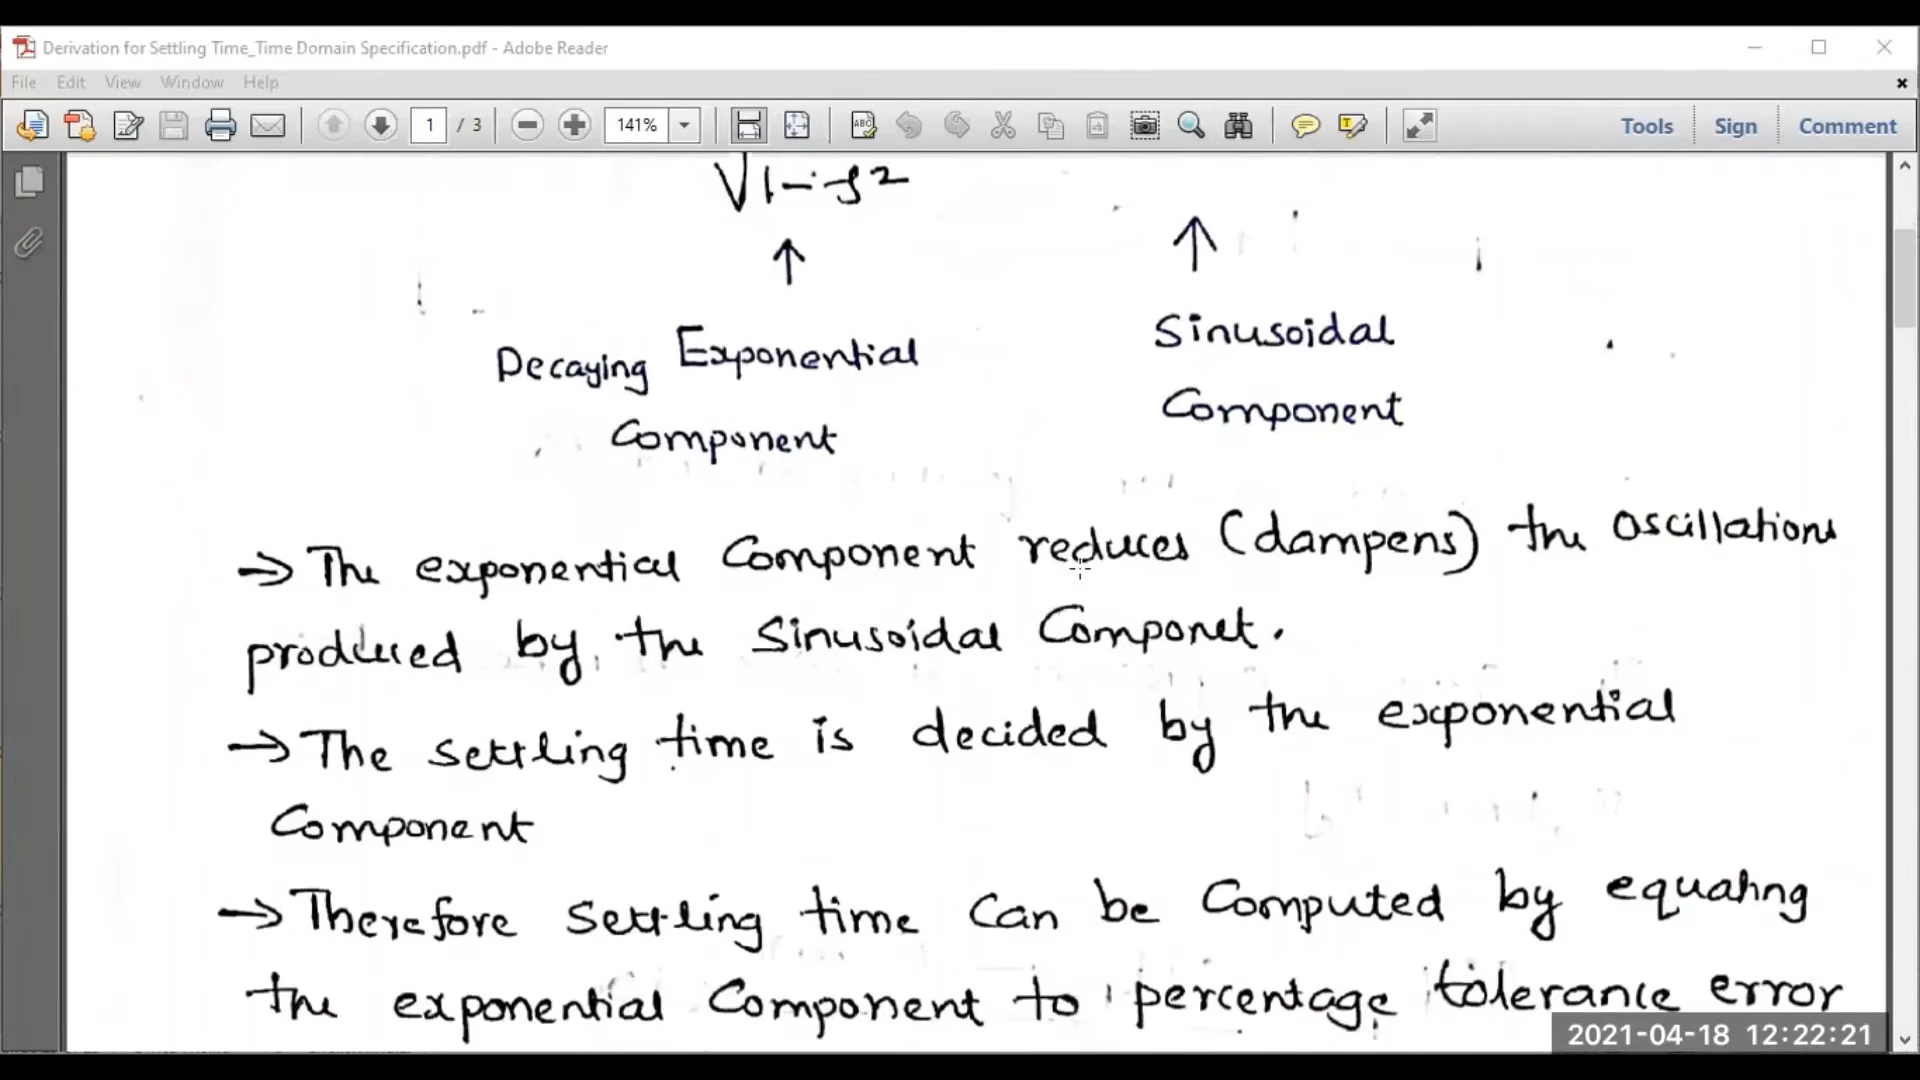 Derivation for Settling Time_Time Domain Specification.pdf - Adobe Reader
File Edit View Window Help
1 / 3 141% Tools Sign Comment
√1-ζ2
↑ ↑
Decaying Exponential
Component
Sinusoidal
Component
→ The exponential Component reduces (dampens) the oscillations
produced by the Sinusoidal Componet.
→ The settling time is decided by the exponential
Component
→ Therefore settling time can be Computed by equating
the exponential Component to percentage tolerance error
2021-04-18 12:22:21